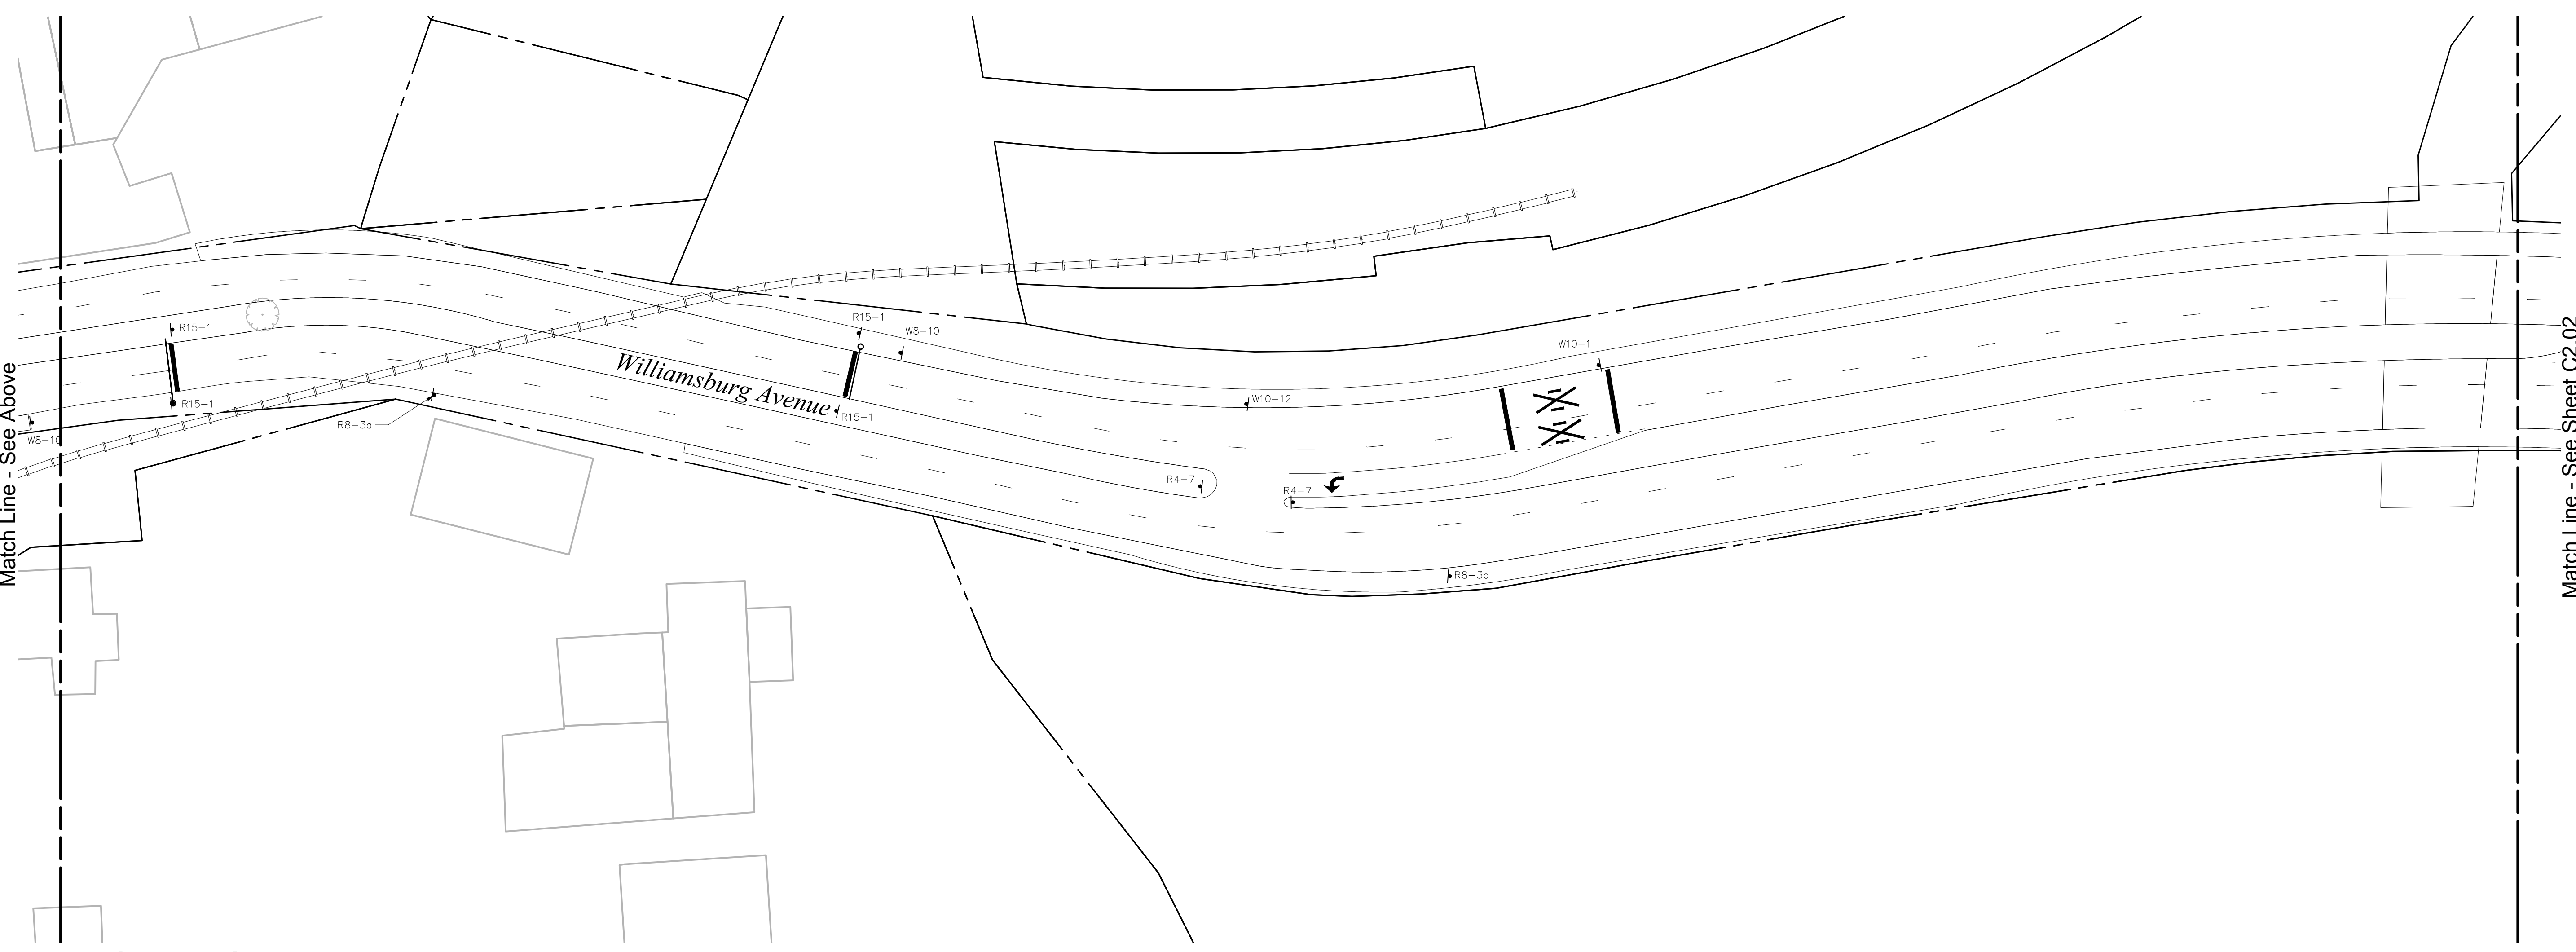 Match Line - See Above
R15-1
R15-1
W8-10
R8-3a
Williamsburg Avenue
R15-1
W8-10
R15-1
R4-7
W10-12
R4-7
W10-1
R8-3a
Match Line - See Sheet C2.02